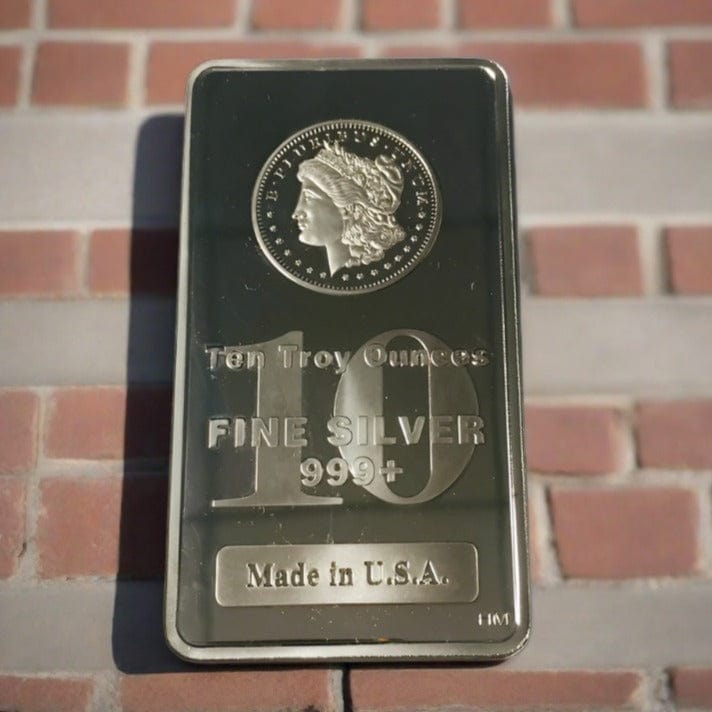 E·PLURIBUS·UNUM
Ten Troy Ounces
10
FINE SILVER
999+
Made in U.S.A.
HM